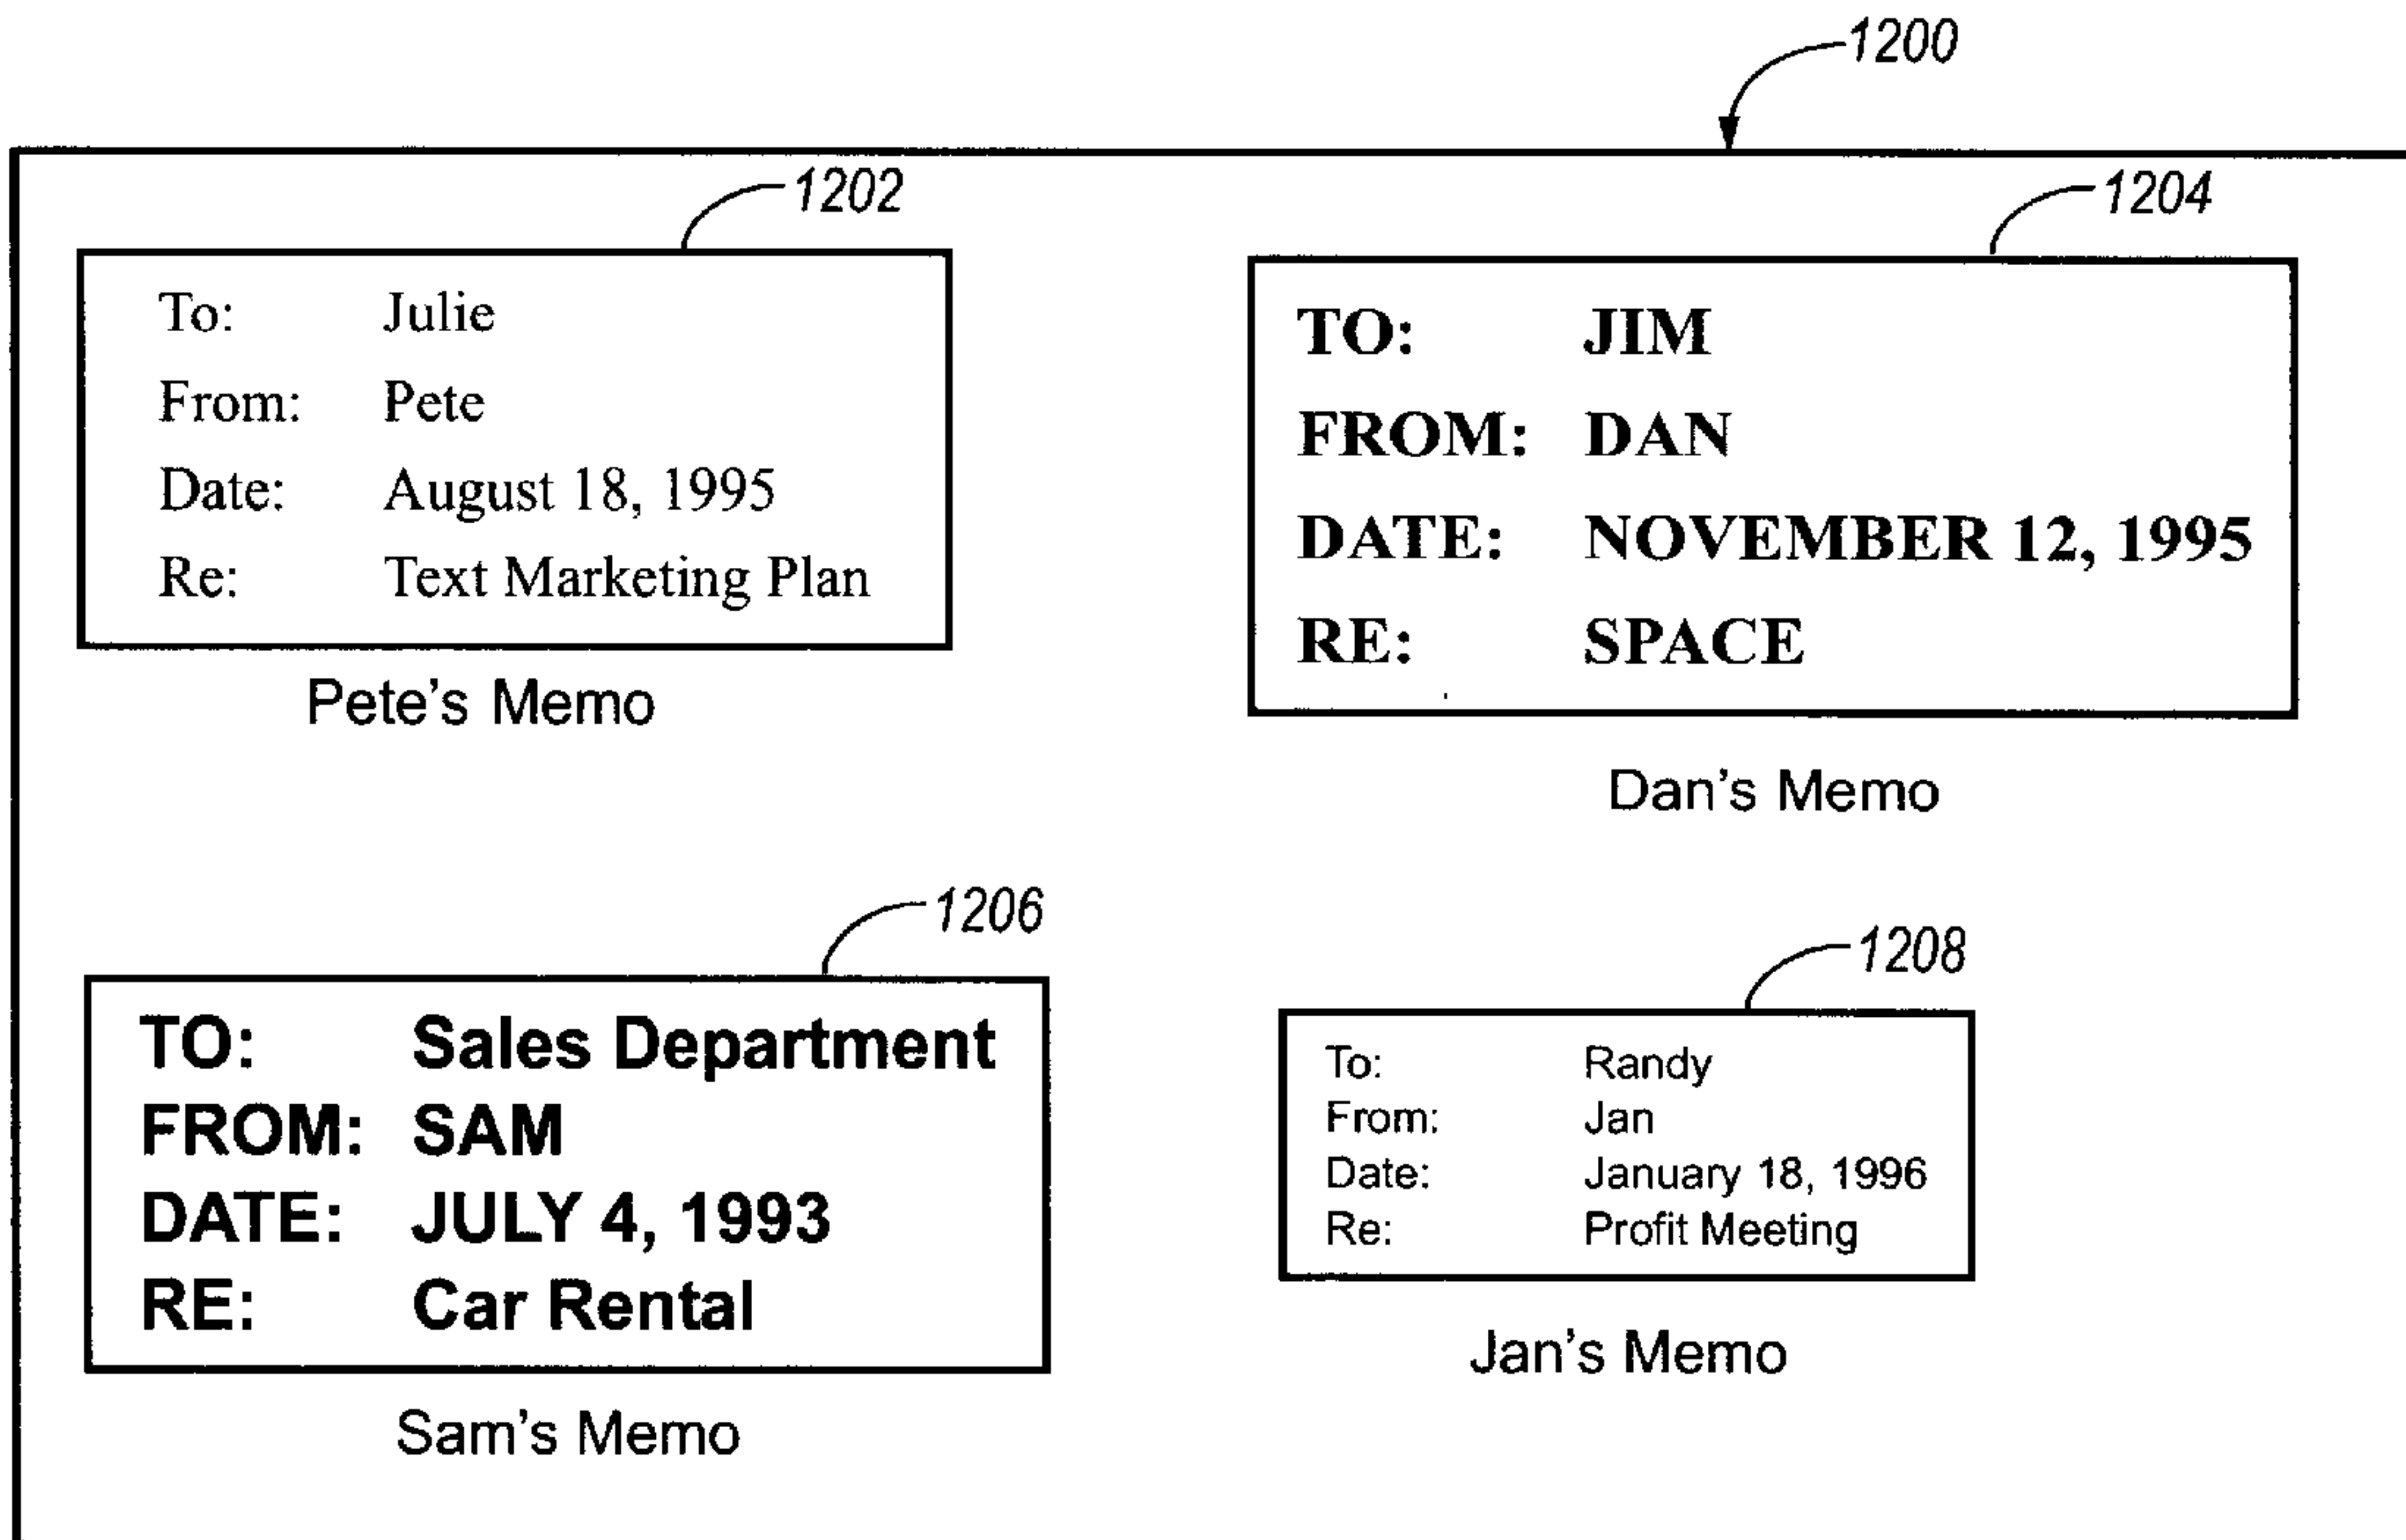 1200
1202
To: Julie
From: Pete
Date: August 18, 1995
Re: Text Marketing Plan
Pete's Memo
1204
TO: JIM
FROM: DAN
DATE: NOVEMBER 12, 1995
RE: SPACE
Dan's Memo
1206
TO: Sales Department
FROM: SAM
DATE: JULY 4, 1993
RE: Car Rental
Sam's Memo
1208
To: Randy
From: Jan
Date: January 18, 1996
Re: Profit Meeting
Jan's Memo